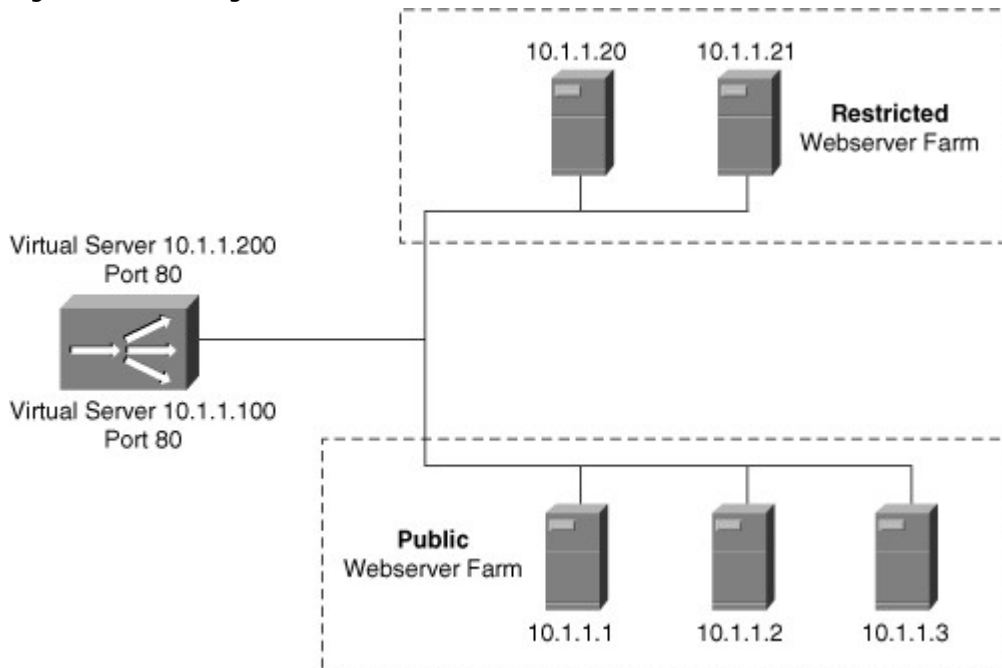 10.1.1.20
10.1.1.21
Restricted
Webserver Farm
Virtual Server 10.1.1.200
Port 80
Virtual Server 10.1.1.100
Port 80
Public
Webserver Farm
10.1.1.1
10.1.1.2
10.1.1.3